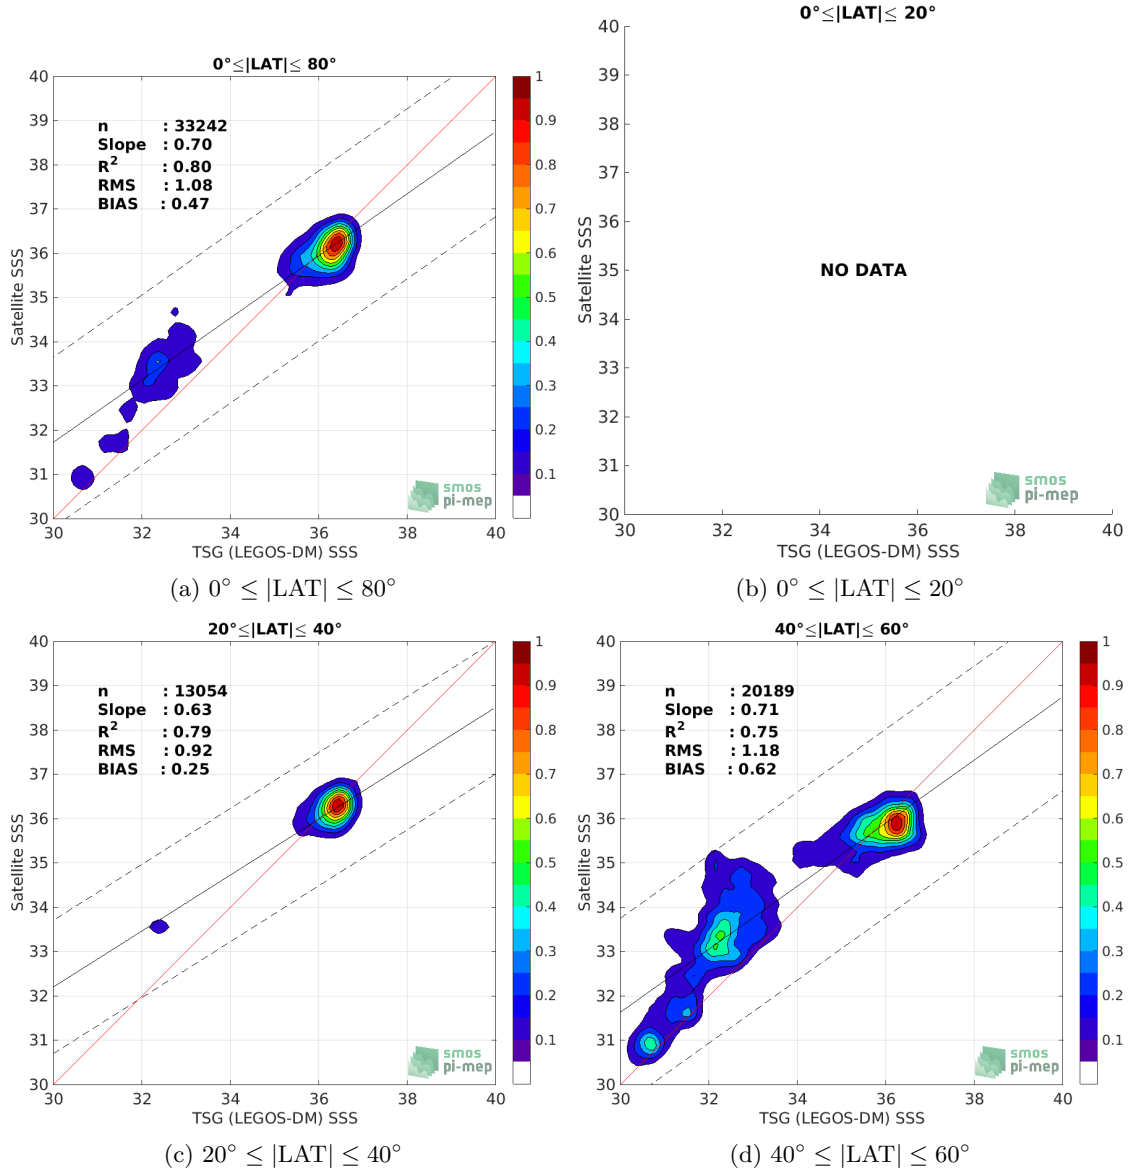 0°≤|LAT|≤ 80°
40
39
38
37
36
35
34
33
32
31
30
Satellite SSS
n : 33242
Slope : 0.70
R2 : 0.80
RMS : 1.08
BIAS : 0.47
1
0.9
0.8
0.7
0.6
0.5
0.4
0.3
0.2
0.1
smos
pi-mep
30 32 34 36 38 40
TSG (LEGOS-DM) SSS
(a) 0° ≤ |LAT| ≤ 80°
0°≤|LAT|≤ 20°
40
39
38
37
36
35
34
33
32
31
30
Satellite SSS
NO DATA
smos
pi-mep
30 32 34 36 38 40
TSG (LEGOS-DM) SSS
(b) 0° ≤ |LAT| ≤ 20°
20°≤|LAT|≤ 40°
40
39
38
37
36
35
34
33
32
31
30
Satellite SSS
n : 13054
Slope : 0.63
R2 : 0.79
RMS : 0.92
BIAS : 0.25
1
0.9
0.8
0.7
0.6
0.5
0.4
0.3
0.2
0.1
smos
pi-mep
30 32 34 36 38 40
TSG (LEGOS-DM) SSS
(c) 20° ≤ |LAT| ≤ 40°
40°≤|LAT|≤ 60°
40
39
38
37
36
35
34
33
32
31
30
Satellite SSS
n : 20189
Slope : 0.71
R2 : 0.75
RMS : 1.18
BIAS : 0.62
1
0.9
0.8
0.7
0.6
0.5
0.4
0.3
0.2
0.1
smos
pi-mep
30 32 34 36 38 40
TSG (LEGOS-DM) SSS
(d) 40° ≤ |LAT| ≤ 60°